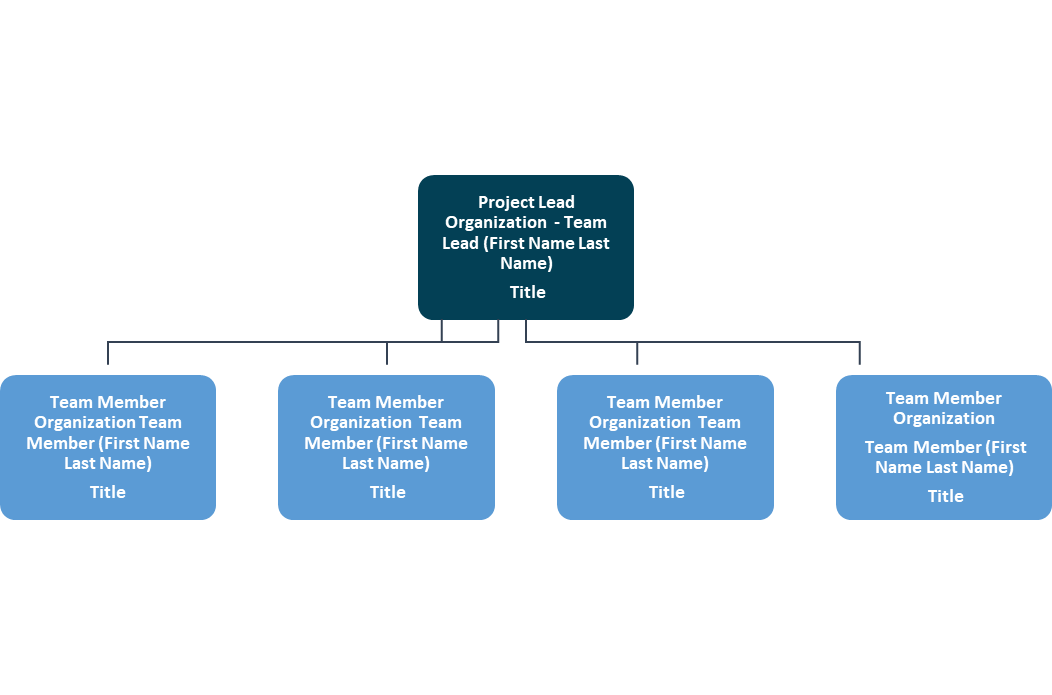 Project Lead
Organization - Team
Lead (First Name Last
Name)
Title
Team Member
Organization Team
Member (First Name
Last Name)
Title
Team Member
Organization Team
Member (First Name
Last Name)
Title
Team Member
Organization Team
Member (First Name
Last Name)
Title
Team Member
Organization
Team Member (First
Name Last Name)
Title